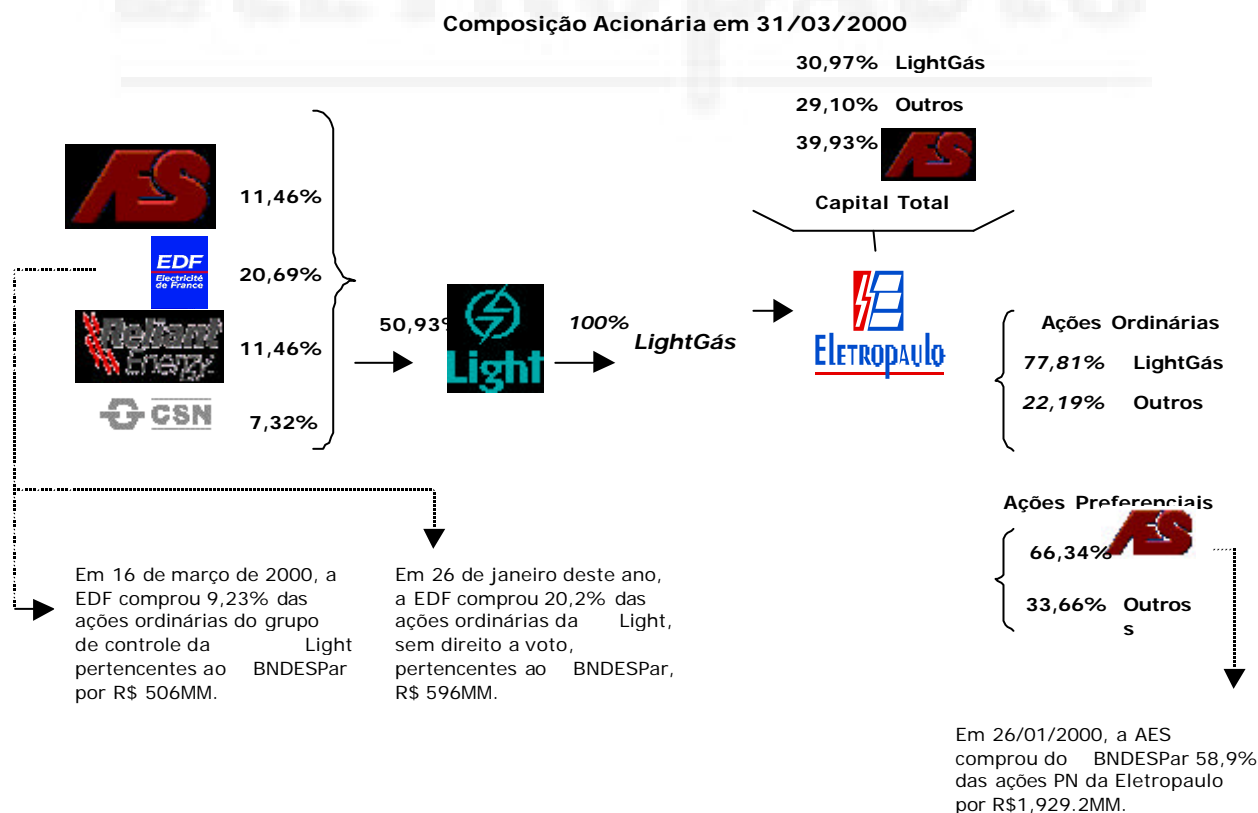 Composição Acionária em 31/03/2000
30,97% LightGás
29,10% Outros
39,93% AES
Capital Total
AES 11,46%
EDF
Electricité
de France
20,69%
Reliant
Energy
11,46%
CSN 7,32%
50,93%
Light
100%
LightGás
ELETROPAULO
Ações Ordinárias
77,81% LightGás
22,19% Outros
Ações Preferenciais
66,34% AES
33,66% Outros
s
Em 16 de março de 2000, a
EDF comprou 9,23% das
ações ordinárias do grupo
de controle da Light
pertencentes ao BNDESPar
por R$ 506MM.
Em 26 de janeiro deste ano,
a EDF comprou 20,2% das
ações ordinárias da Light,
sem direito a voto,
pertencentes ao BNDESPar,
R$ 596MM.
Em 26/01/2000, a AES
comprou do BNDESPar 58,9%
das ações PN da Eletropaulo
por R$1,929.2MM.